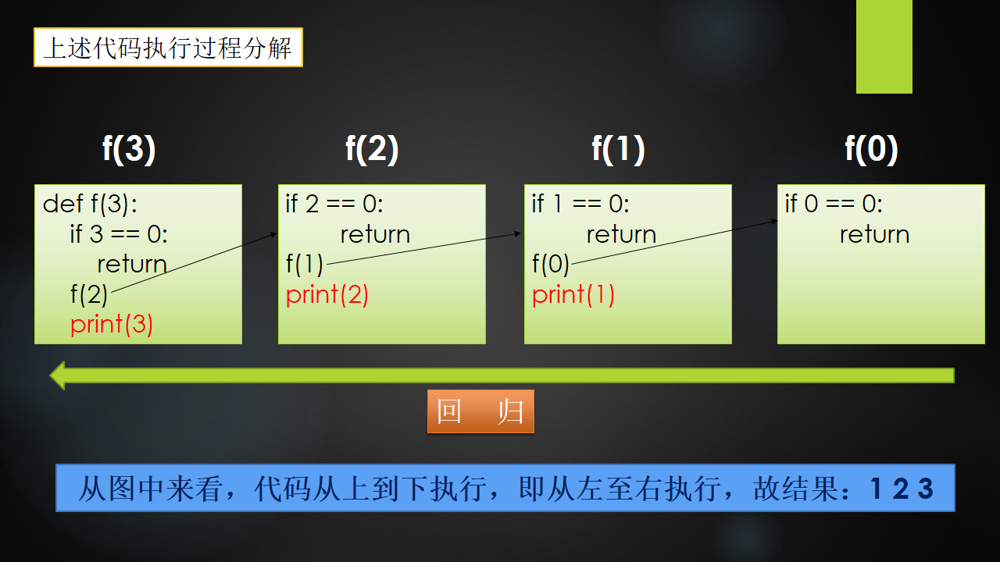 上述代码执行过程分解
f(3)
f(2)
f(1)
f(0)
def f(3):
if 3 == 0:
return
f(2)
print(3)
if 2 == 0:
return
f(1)
print(2)
if 1 == 0:
return
f(0)
print(1)
if 0 == 0:
return
回 归
从图中来看，代码从上到下执行，即从左至右执行，故结果：1 2 3